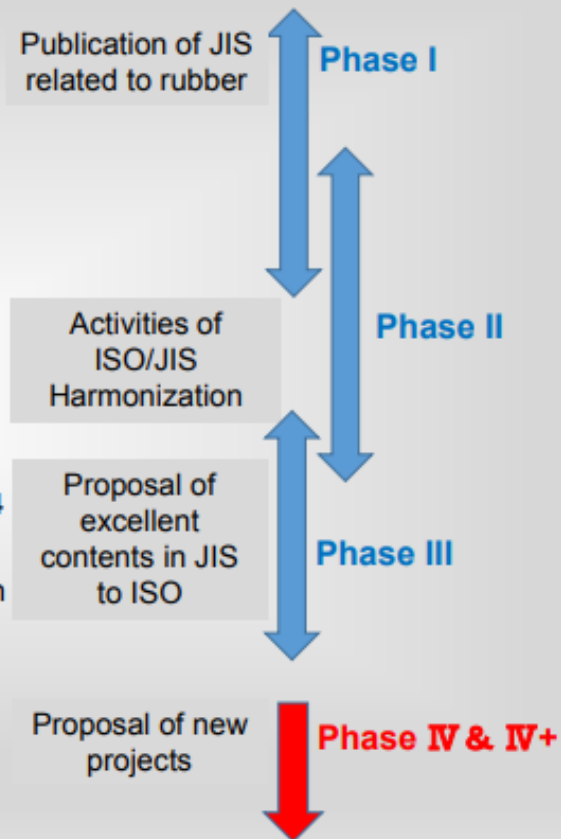 Publication of JIS
related to rubber
Phase I
Activities of
ISO/JIS
Harmonization
Phase II
4
n
Proposal of
excellent
contents in JIS
to ISO
Phase III
Proposal of new
projects
Phase Ⅳ & Ⅳ+